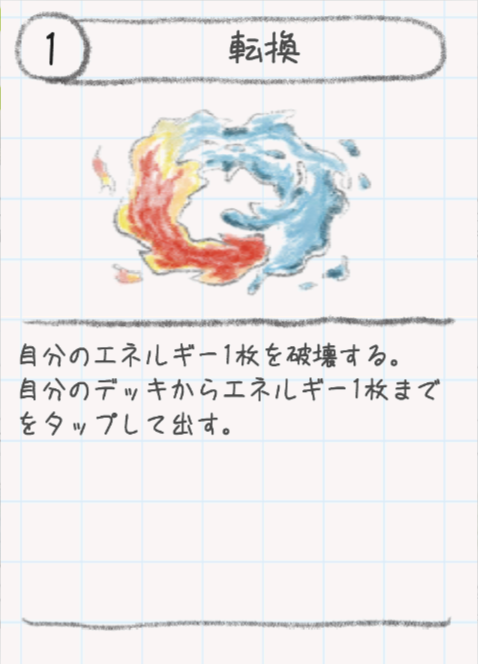 1
転換
自分のエネルギー1枚を破壊する。
自分のデッキからエネルギー1枚まで
をタップして出す。